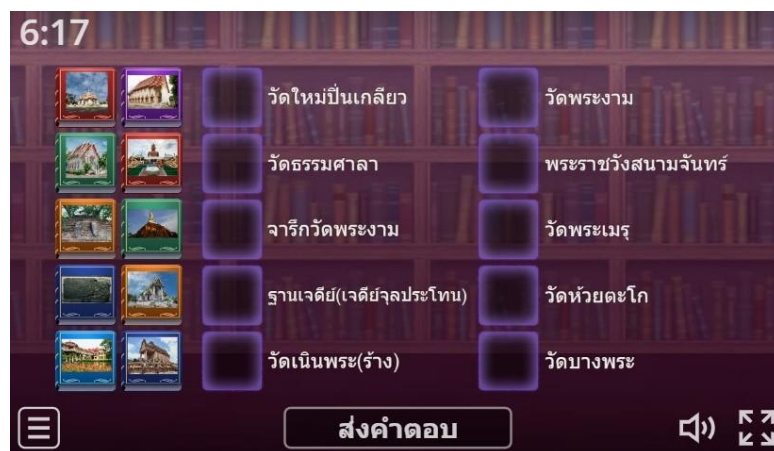 6:17
วัดใหม่ปิ่นเกลียว
วัดพระงาม
วัดธรรมศาลา
พระราชวังสนามจันทร์
จารึกวัดพระงาม
วัดพระเมรุ
ฐานเจดีย์(เจดีย์จุลประโทน)
วัดห้วยตะโก
วัดเนินพระ(ร้าง)
วัดบางพระ
ส่งคำตอบ